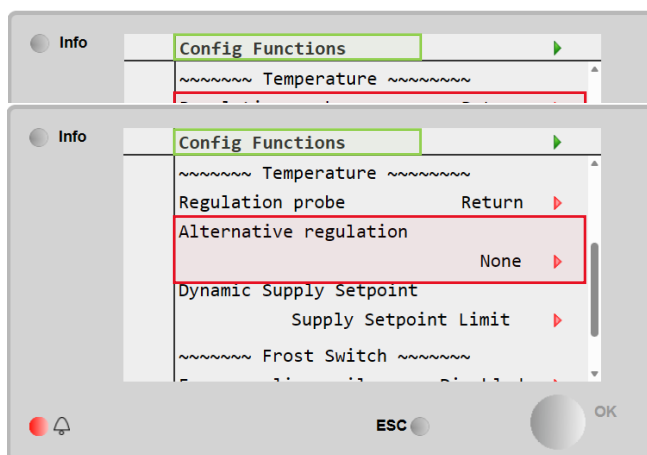 Info
Config Functions
~~~~~~~ Temperature ~~~~~~~
Info
Config Functions
~~~~~~~ Temperature ~~~~~~~
Regulation probe Return
Alternative regulation
None
Dynamic Supply Setpoint
Supply Setpoint Limit
~~~~~~~ Frost Switch ~~~~~~~
ESC
OK